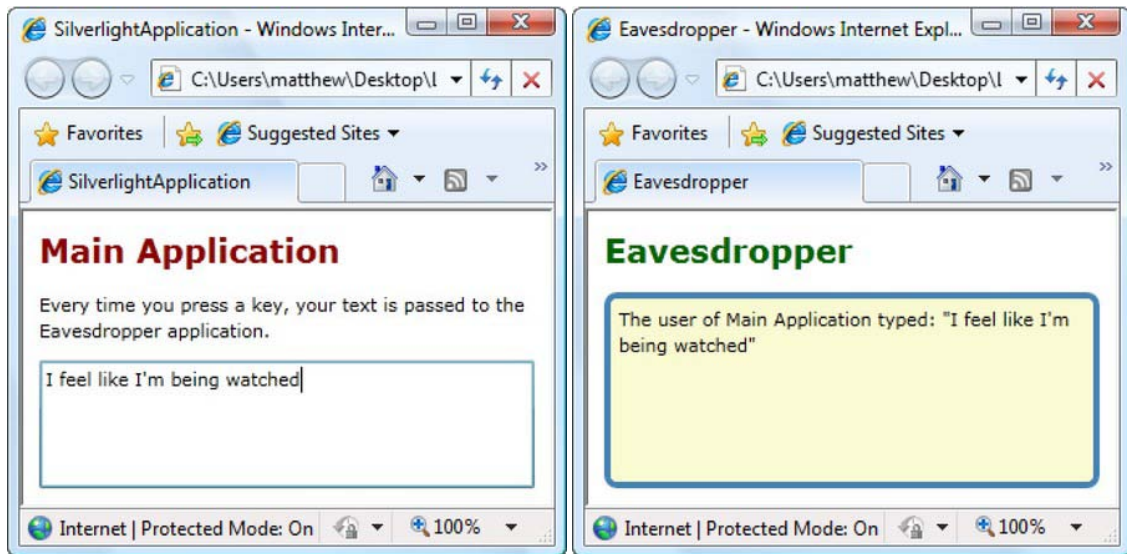 SilverlightApplication - Windows Inter...
C:\Users\matthew\Desktop\L
Favorites Suggested Sites
SilverlightApplication
Main Application
Every time you press a key, your text is passed to the
Eavesdropper application.
I feel like I'm being watched
Internet | Protected Mode: On 100%
Eavesdropper - Windows Internet Expl...
C:\Users\matthew\Desktop\L
Favorites Suggested Sites
Eavesdropper
Eavesdropper
The user of Main Application typed: "I feel like I'm
being watched"
Internet | Protected Mode: On 100%